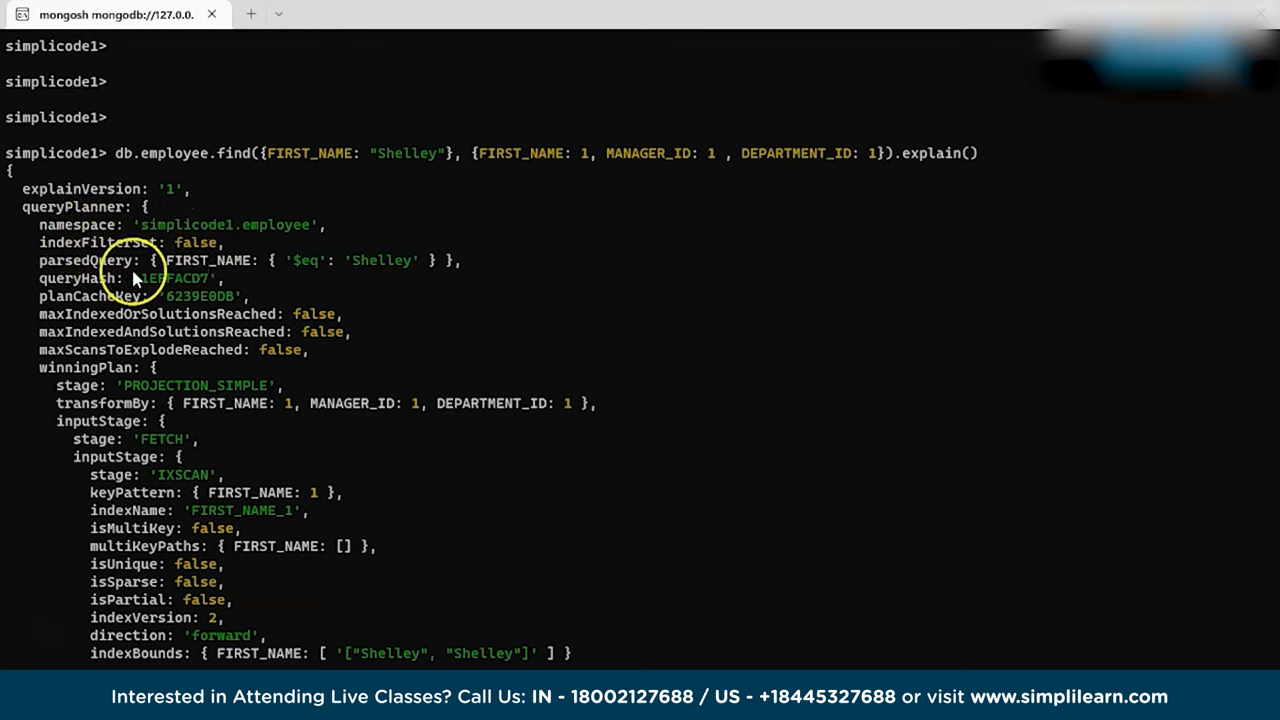 mongosh mongodb://127.0.0.
simplicode1>
simplicode1>
simplicode1>
simplicode1> db.employee.find({FIRST_NAME: "Shelley"}, {FIRST_NAME: 1, MANAGER_ID: 1 , DEPARTMENT_ID: 1}).explain()
{
explainVersion: '1',
queryPlanner: {
namespace: 'simplicode1.employee',
indexFilterSet: false,
parsedQuery: { FIRST_NAME: { '$eq': 'Shelley' } },
queryHash: '1EFFACD7',
planCacheKey: '6239E0DB',
maxIndexedOrSolutionsReached: false,
maxIndexedAndSolutionsReached: false,
maxScansToExplodeReached: false,
winningPlan: {
stage: 'PROJECTION_SIMPLE',
transformBy: { FIRST_NAME: 1, MANAGER_ID: 1, DEPARTMENT_ID: 1 },
inputStage: {
stage: 'FETCH',
inputStage: {
stage: 'IXSCAN',
keyPattern: { FIRST_NAME: 1 },
indexName: 'FIRST_NAME_1',
isMultiKey: false,
multiKeyPaths: { FIRST_NAME: [] },
isUnique: false,
isSparse: false,
isPartial: false,
indexVersion: 2,
direction: 'forward',
indexBounds: { FIRST_NAME: [ '["Shelley", "Shelley"]' ] }
Interested in Attending Live Classes? Call Us: IN - 18002127688 / US - +18445327688 or visit www.simplilearn.com